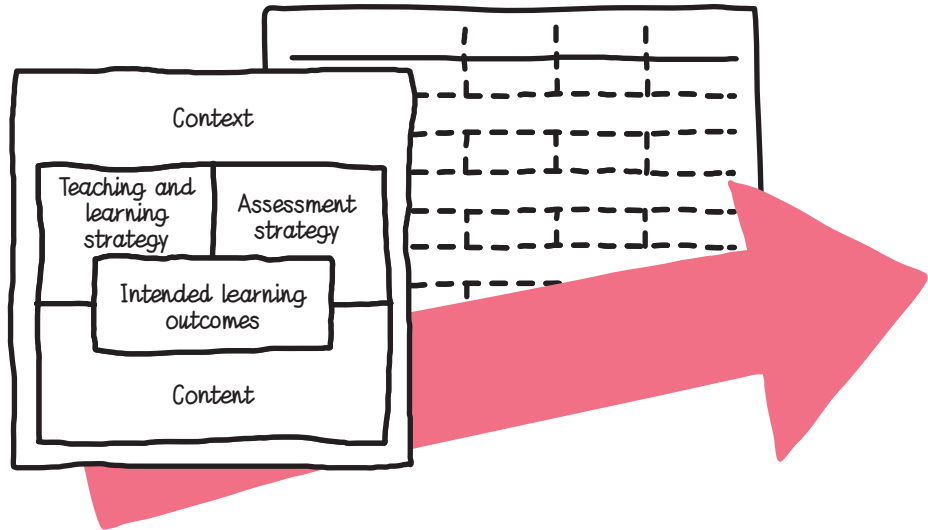 Context
Teaching and
learning
strategy
Assessment
strategy
Intended learning
outcomes
Content